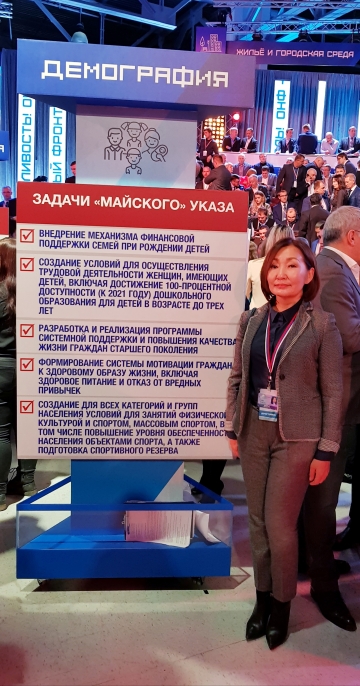 ЖИЛЬЁ И ГОРОДСКАЯ СРЕДА
ДЕМОГРАФИЯ
ЗАДАЧИ «МАЙСКОГО» УКАЗА
ВНЕДРЕНИЕ МЕХАНИЗМА ФИНАНСОВОЙ
ПОДДЕРЖКИ СЕМЕЙ ПРИ РОЖДЕНИИ ДЕТЕЙ
СОЗДАНИЕ УСЛОВИЙ ДЛЯ ОСУЩЕСТВЛЕНИЯ
ТРУДОВОЙ ДЕЯТЕЛЬНОСТИ ЖЕНЩИН, ИМЕЮЩИХ
ДЕТЕЙ, ВКЛЮЧАЯ ДОСТИЖЕНИЕ 100-ПРОЦЕНТНОЙ
ДОСТУПНОСТИ (К 2021 ГОДУ) ДОШКОЛЬНОГО
ОБРАЗОВАНИЯ ДЛЯ ДЕТЕЙ В ВОЗРАСТЕ ДО ТРЕХ
ЛЕТ
РАЗРАБОТКА И РЕАЛИЗАЦИЯ ПРОГРАММЫ
СИСТЕМНОЙ ПОДДЕРЖКИ И ПОВЫШЕНИЯ КАЧЕСТВА
ЖИЗНИ ГРАЖДАН СТАРШЕГО ПОКОЛЕНИЯ
ФОРМИРОВАНИЕ СИСТЕМЫ МОТИВАЦИИ ГРАЖДАН
К ЗДОРОВОМУ ОБРАЗУ ЖИЗНИ, ВКЛЮЧАЯ
ЗДОРОВОЕ ПИТАНИЕ И ОТКАЗ ОТ ВРЕДНЫХ
ПРИВЫЧЕК
СОЗДАНИЕ ДЛЯ ВСЕХ КАТЕГОРИЙ И ГРУПП
НАСЕЛЕНИЯ УСЛОВИЙ ДЛЯ ЗАНЯТИЙ ФИЗИЧЕСКОЙ
КУЛЬТУРОЙ И СПОРТОМ, МАССОВЫМ СПОРТОМ, В
ТОМ ЧИСЛЕ ПОВЫШЕНИЕ УРОВНЯ ОБЕСПЕЧЕННОСТИ
НАСЕЛЕНИЯ ОБЪЕКТАМИ СПОРТА, А ТАКЖЕ
ПОДГОТОВКА СПОРТИВНОГО РЕЗЕРВА